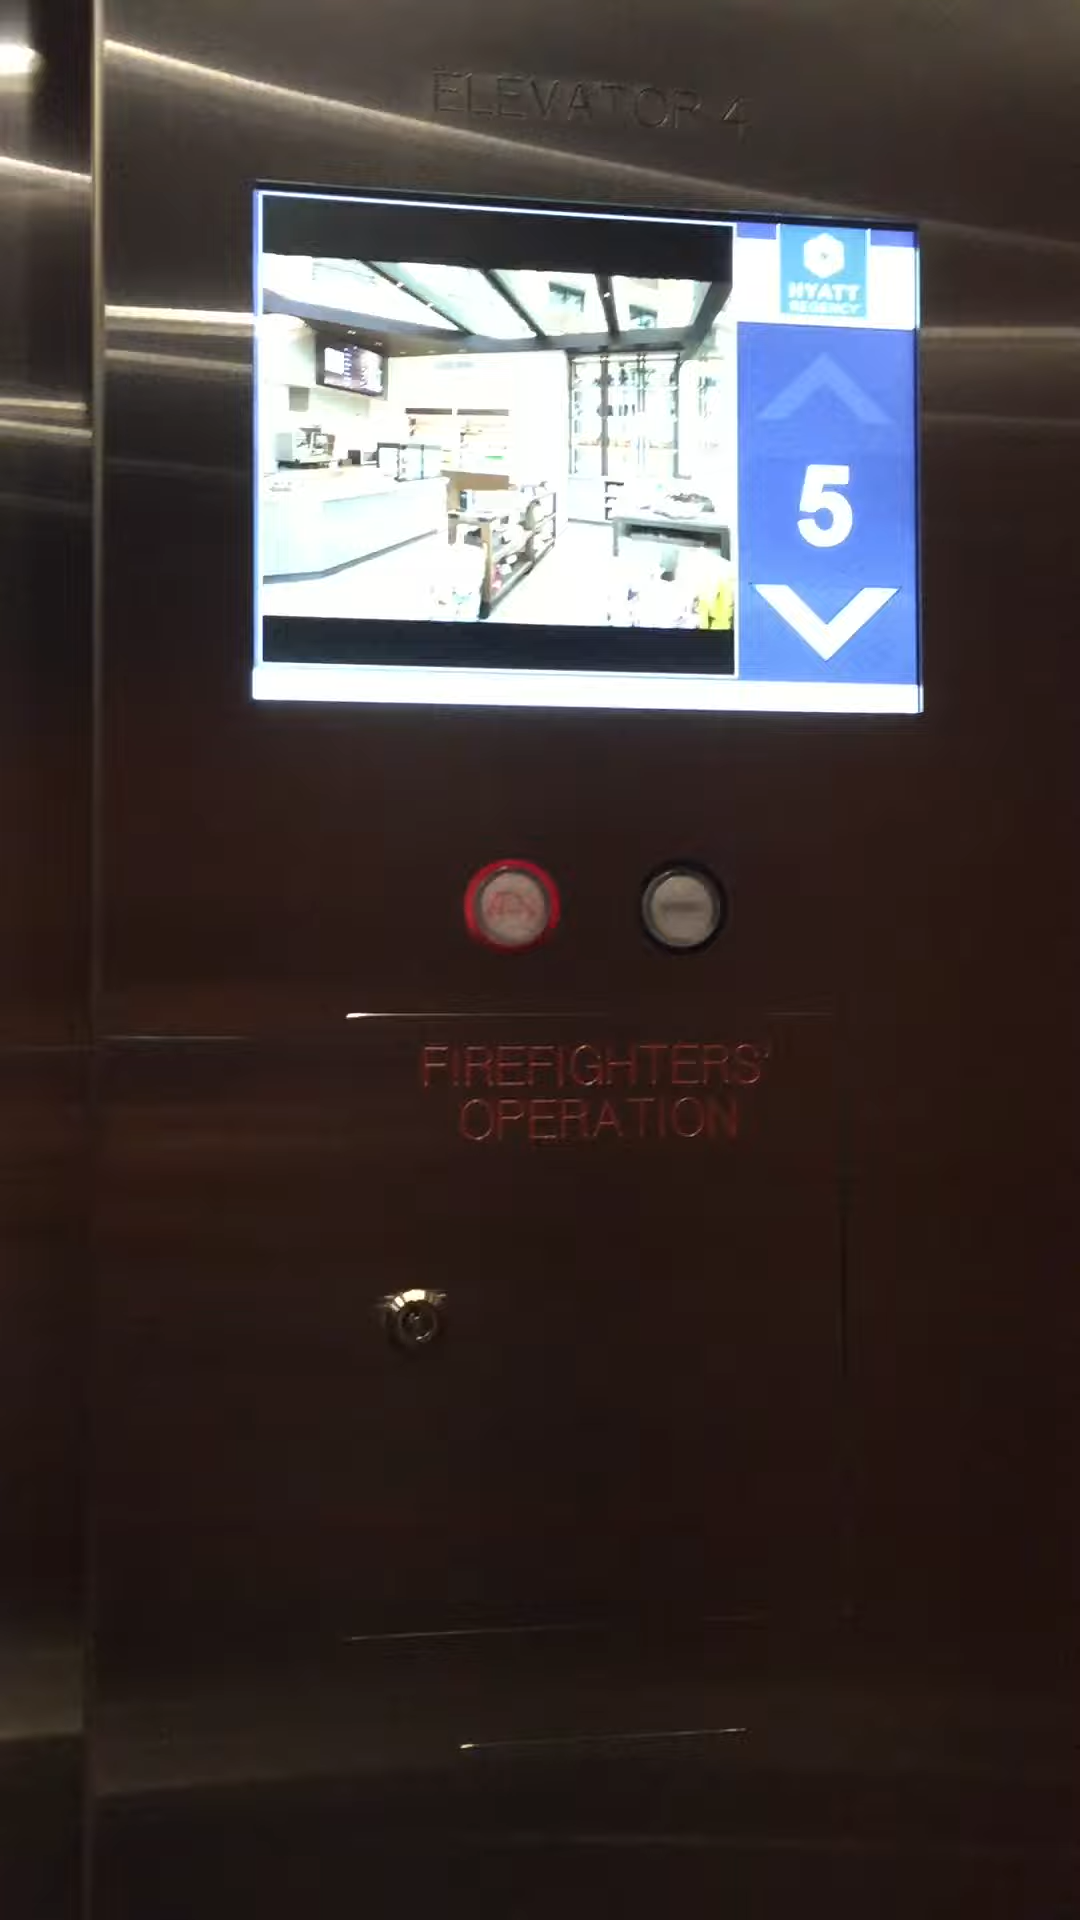 ELEVATOR 4
HYATT
REGENCY
5
FIREFIGHTERS'
OPERATION